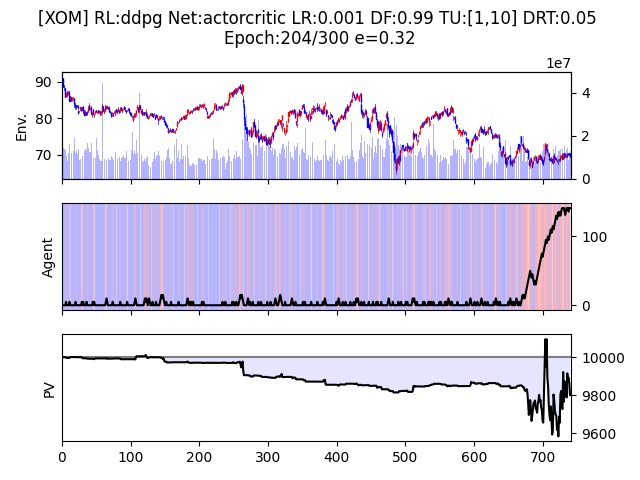 [XOM] RL:ddpg Net:actorcritic LR:0.001 DF:0.99 TU:[1,10] DRT:0.05
Epoch:204/300 e=0.32
1e7
90
80
70
Env.
4
2
0
Agent
100
0
PV
10000
9800
9600
0 100 200 300 400 500 600 700